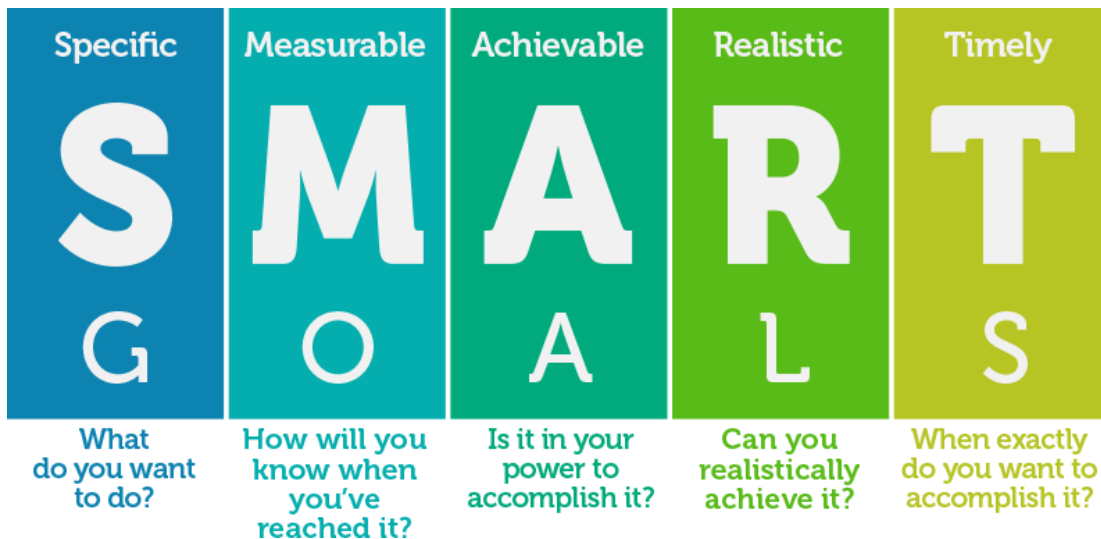 Specific
Measurable
Achievable
Realistic
Timely
S M A R T
G O A L S
What
do you want
to do?
How will you
know when
you've
reached it?
Is it in your
power to
accomplish it?
Can you
realistically
achieve it?
When exactly
do you want to
accomplish it?